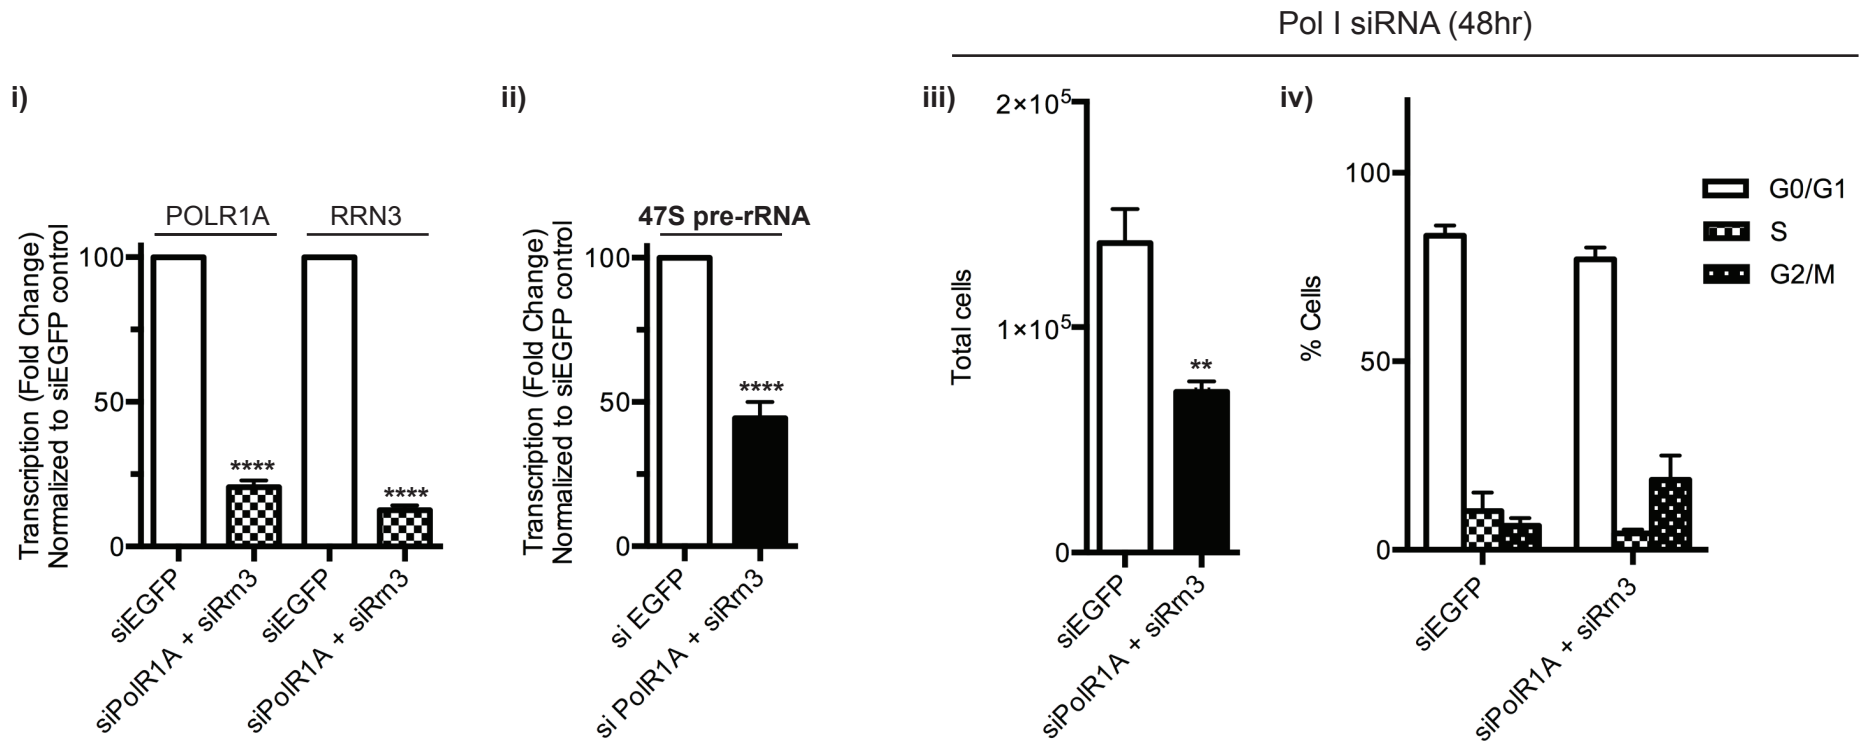 Pol I siRNA (48hr)
i)
Transcription (Fold Change)
Normalized to siEGFP control
POLR1A
RRN3
100
50
0
****
****
siEGFP
siPolR1A + siRrn3
siEGFP
siPolR1A + siRrn3
ii)
Transcription (Fold Change)
Normalized to siEGFP control
47S pre-rRNA
100
50
0
****
si EGFP
si PolR1A + siRrn3
iii)
Total cells
2×10⁵
1×10⁵
0
**
siEGFP
siPolR1A + siRrn3
iv)
% Cells
100
50
0
siEGFP
siPolR1A + siRrn3
G0/G1
S
G2/M